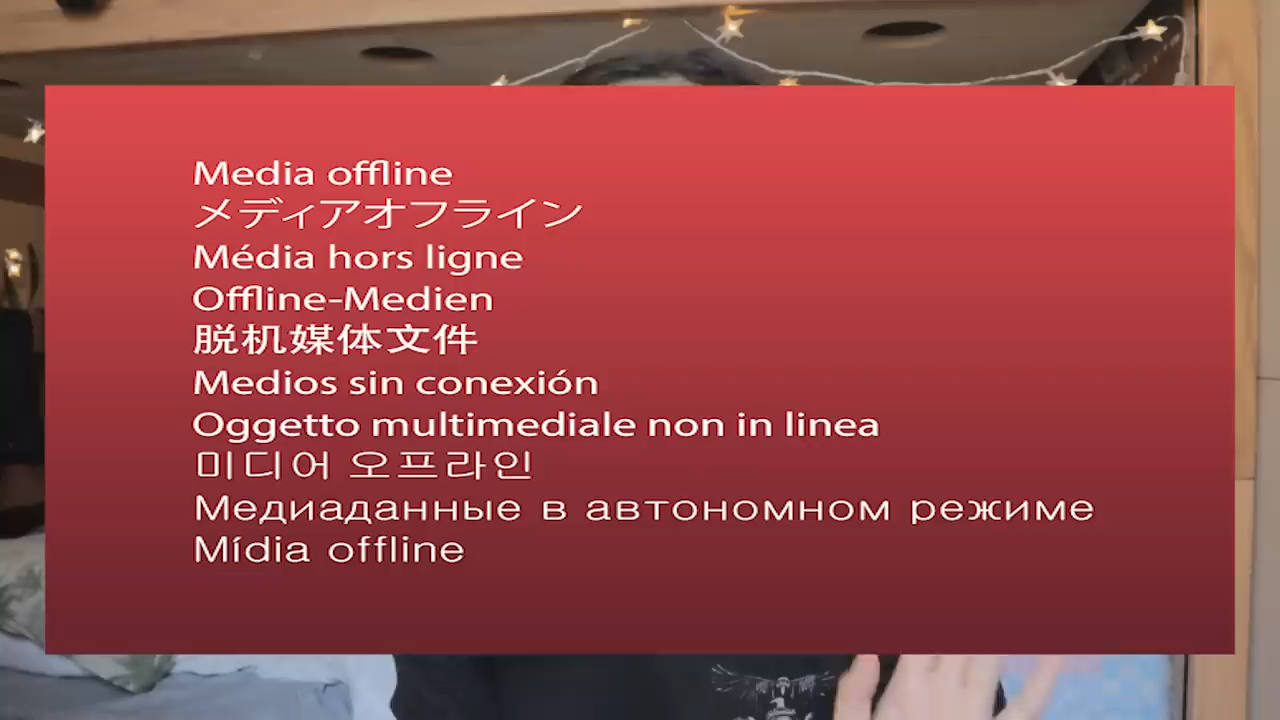 Media offline
メディアオフライン
Média hors ligne
Offline-Medien
脱机媒体文件
Medios sin conexión
Oggetto multimediale non in linea
미디어 오프라인
Медиаданные в автономном режиме
Mídia offline